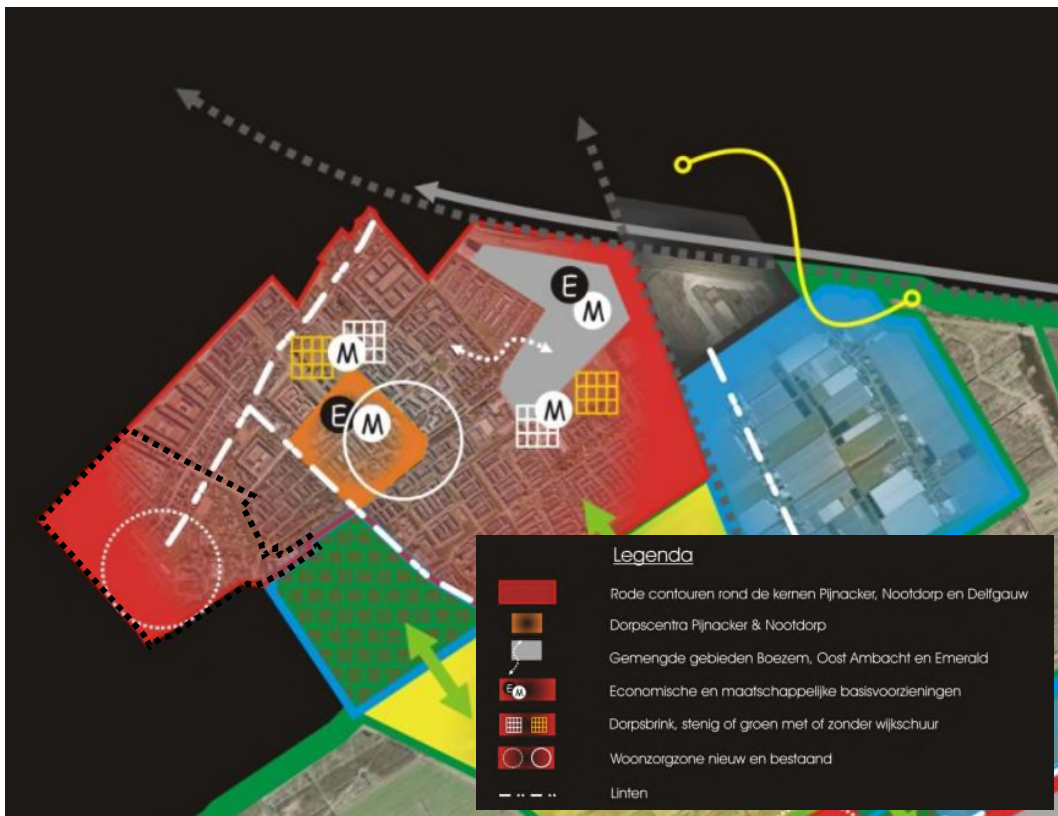 E
M
M
E
M
M
Legenda
Rode contouren rond de kernen Pijnacker, Nootdorp en Delfgauw
Dorpscentra Pijnacker & Nootdorp
Gemengde gebieden Boezem, Oost Ambacht en Emerald
E M Economische en maatschappelijke basisvoorzieningen
Dorpsbrink, stenig of groen met of zonder wijkschuur
Woonzorgzone nieuw en bestaand
Linten